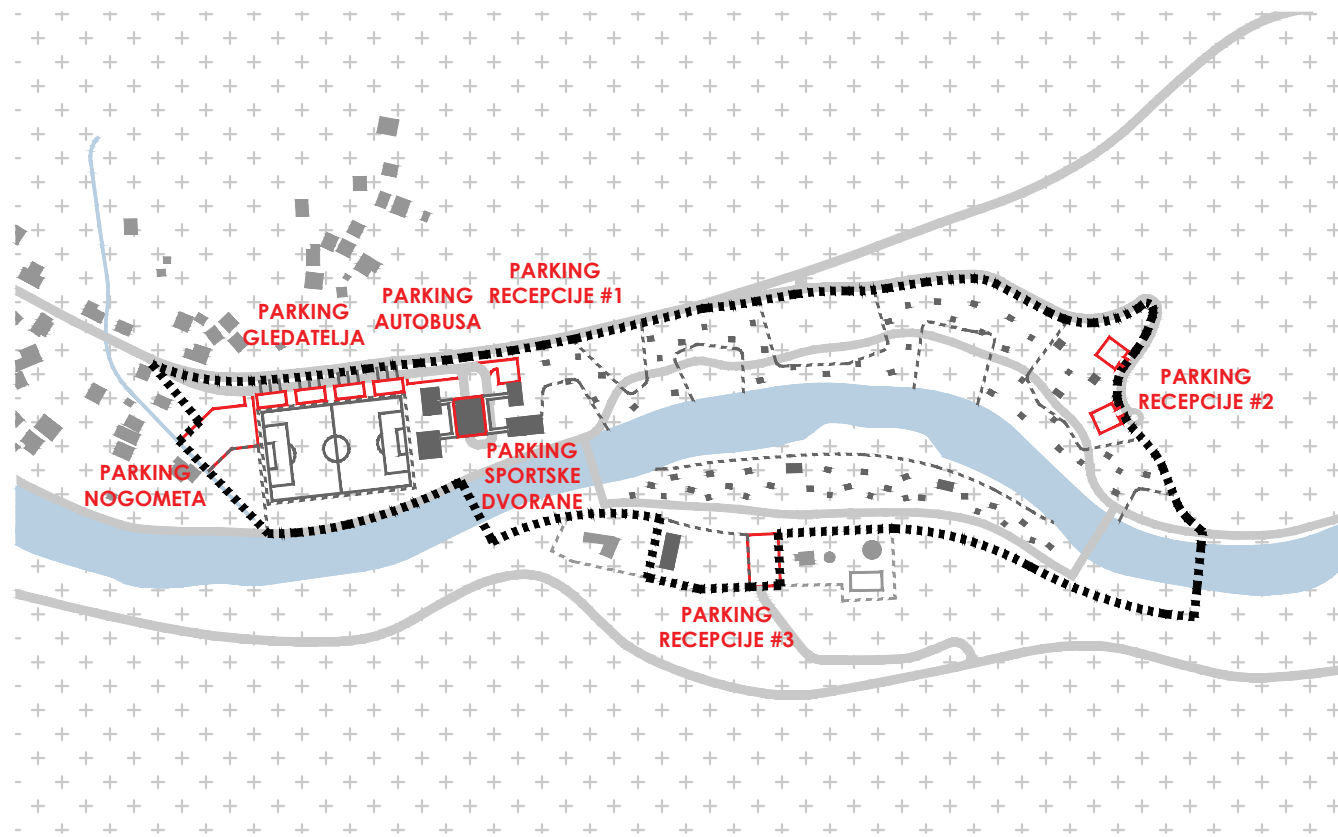 PARKING
RECEPCIJE #1
PARKING
AUTOBUSA
PARKING
GLEDATELJA
PARKING
RECEPCIJE #2
PARKING
SPORTSKE
DVORANE
PARKING
NOGOMETA
PARKING
RECEPCIJE #3